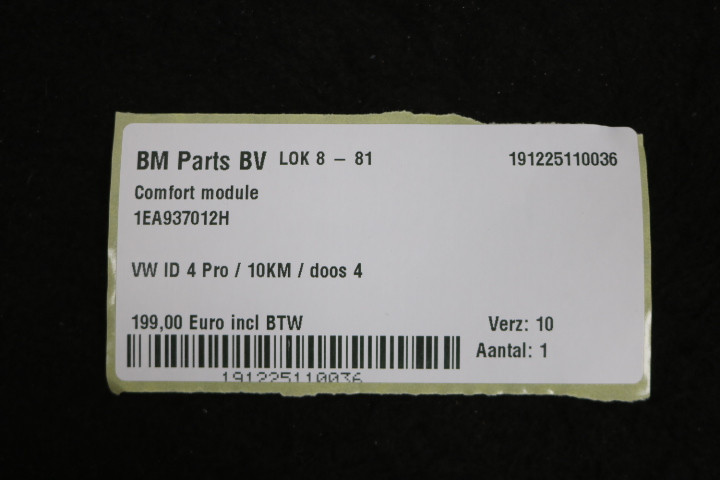 BM Parts BV LOK 8 – 81 191225110036
Comfort module
1EA937012H
VW ID 4 Pro / 10KM / doos 4
199,00 Euro incl BTW Verz: 10
Aantal: 1
191225110036